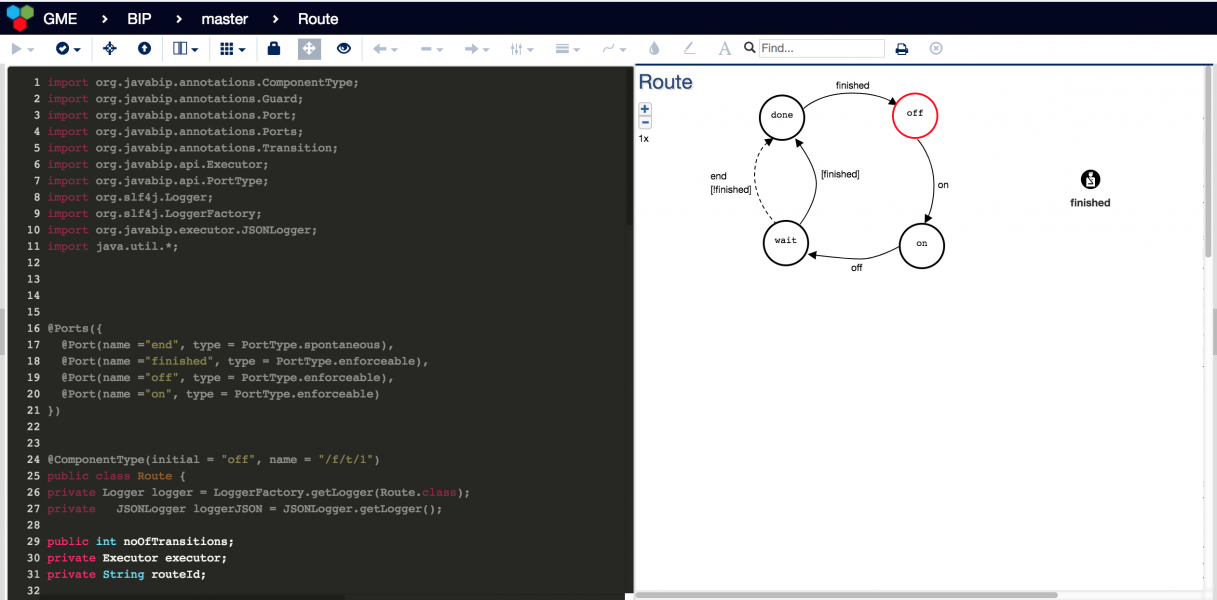 GME > BIP > master > Route
A Find...
1 import org.javabip.annotations.ComponentType;
2 import org.javabip.annotations.Guard;
3 import org.javabip.annotations.Port;
4 import org.javabip.annotations.Ports;
5 import org.javabip.annotations.Transition;
6 import org.javabip.api.Executor;
7 import org.javabip.api.PortType;
8 import org.slf4j.Logger;
9 import org.slf4j.LoggerFactory;
10 import org.javabip.executor.JSONLogger;
11 import java.util.*;
12
13
14
15
16 @Ports({
17   @Port(name ="end", type = PortType.spontaneous),
18   @Port(name ="finished", type = PortType.enforceable),
19   @Port(name ="off", type = PortType.enforceable),
20   @Port(name ="on", type = PortType.enforceable)
21 })
22
23
24 @ComponentType(initial = "off", name = "/f/t/1")
25 public class Route {
26 private Logger logger = LoggerFactory.getLogger(Route.class);
27 private   JSONLogger loggerJSON = JSONLogger.getLogger();
28
29 public int noOfTransitions;
30 private Executor executor;
31 private String routeId;
32
Route
+
−
1x
finished
done
off
end
[!finished]
[finished]
on
wait
on
off
finished